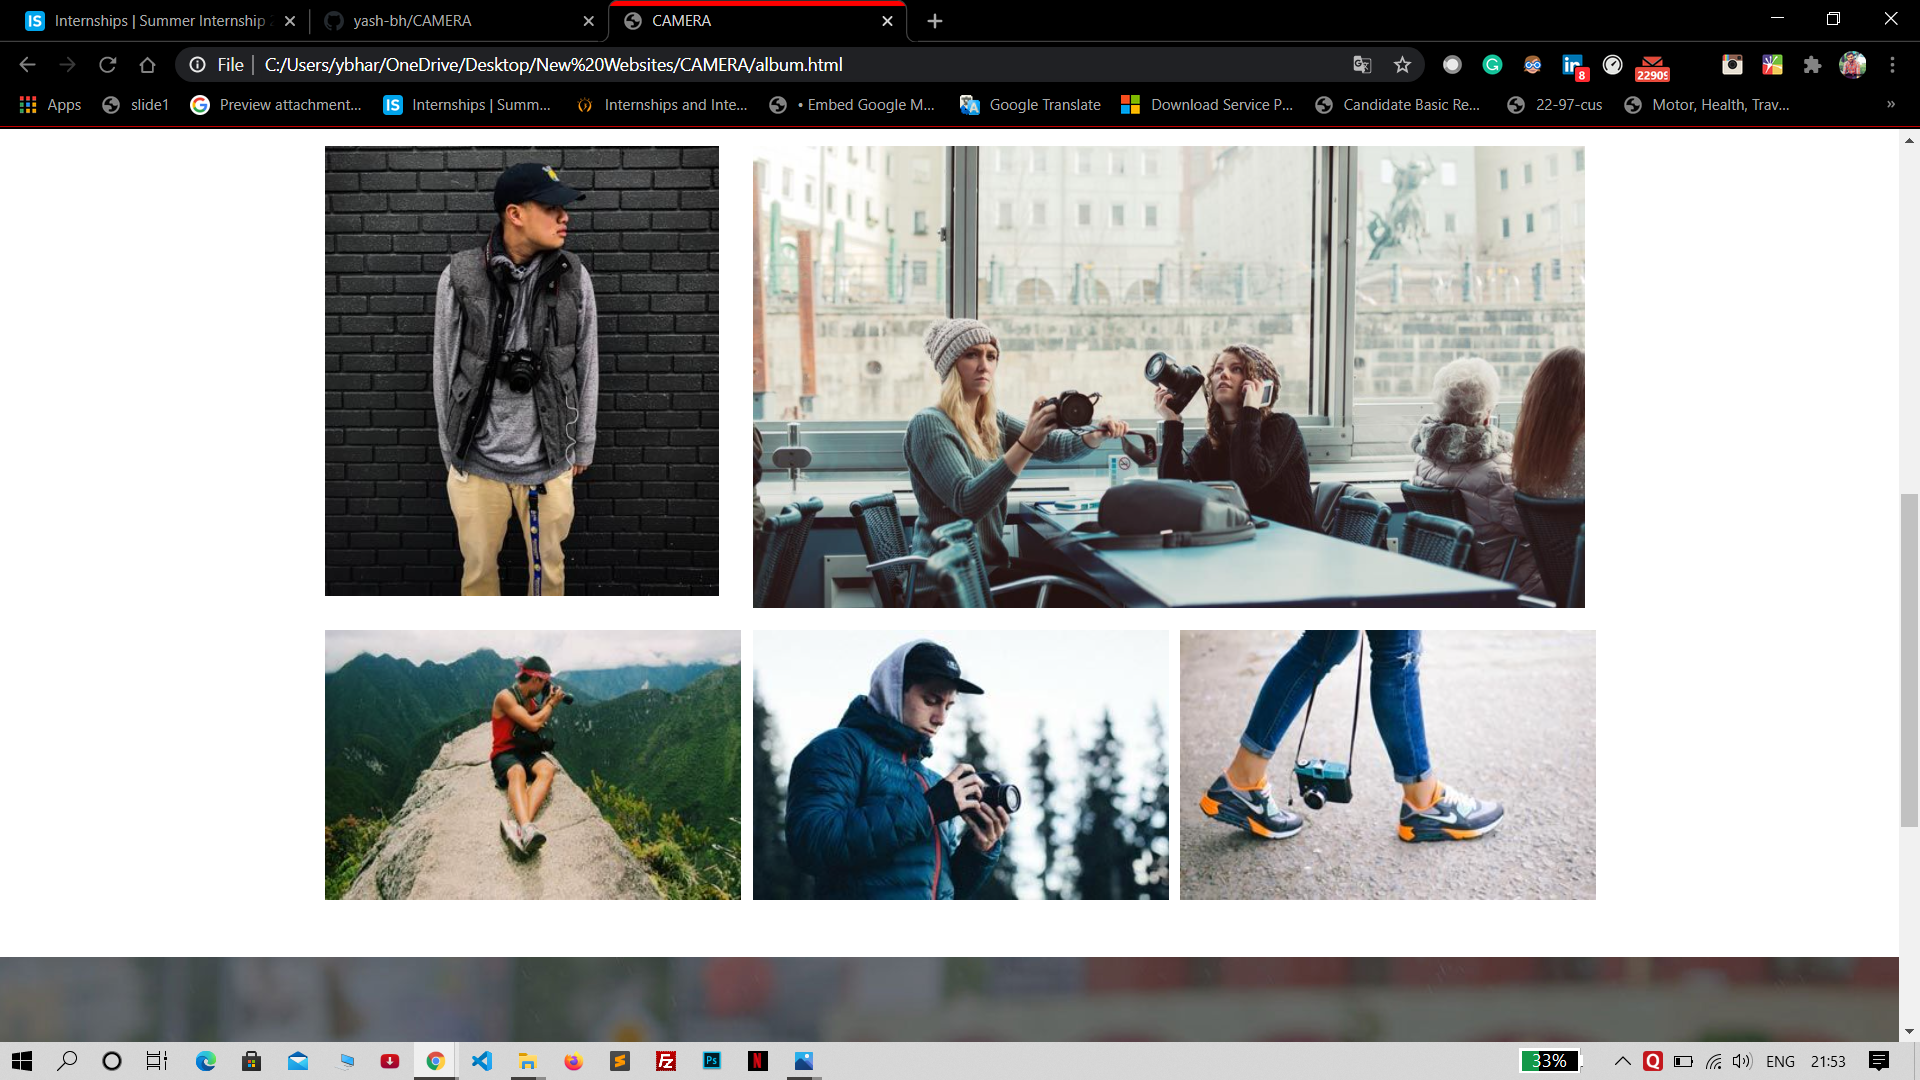 Internships | Summer Internship
yash-bh/CAMERA
CAMERA
File | C:/Users/ybhar/OneDrive/Desktop/New%20Websites/CAMERA/album.html
8
22909
Apps
slide1
Preview attachment...
IS Internships | Summ...
Internships and Inte...
• Embed Google M...
Google Translate
Download Service P...
Candidate Basic Re...
22-97-cus
Motor, Health, Trav...
»
33%
ENG
21:53